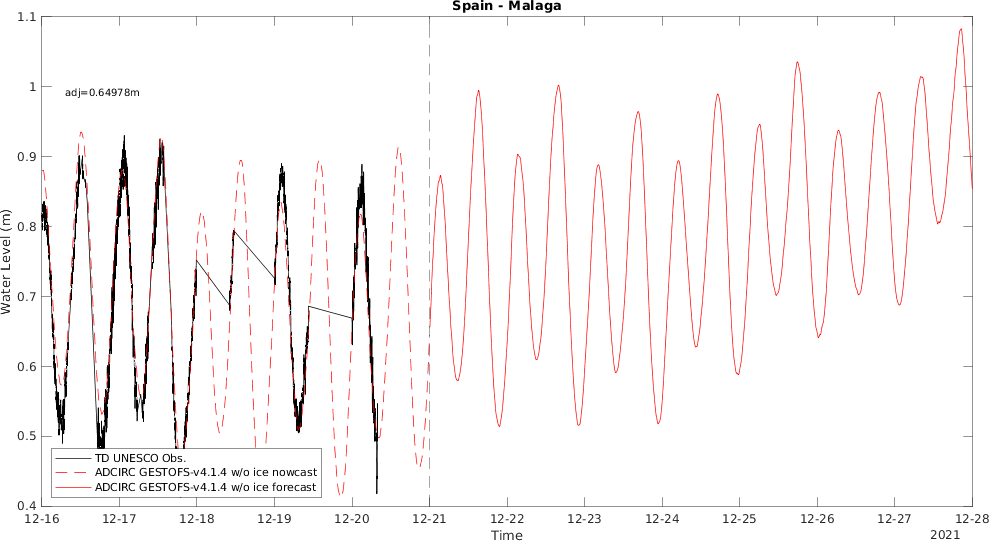 Spain - Malaga
1.1
1
0.9
0.8
0.7
0.6
0.5
0.4
Water Level (m)
adj=0.64978m
TD UNESCO Obs.
ADCIRC GESTOFS-v4.1.4 w/o ice nowcast
ADCIRC GESTOFS-v4.1.4 w/o ice forecast
12-16 12-17 12-18 12-19 12-20 12-21 12-22 12-23 12-24 12-25 12-26 12-27 12-28
Time
2021